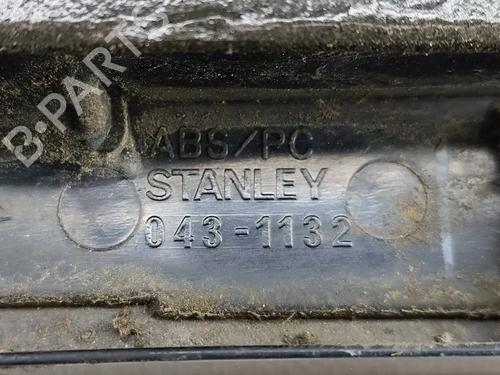 B-PARTS
ABS/PC
STANLEY
043-1132